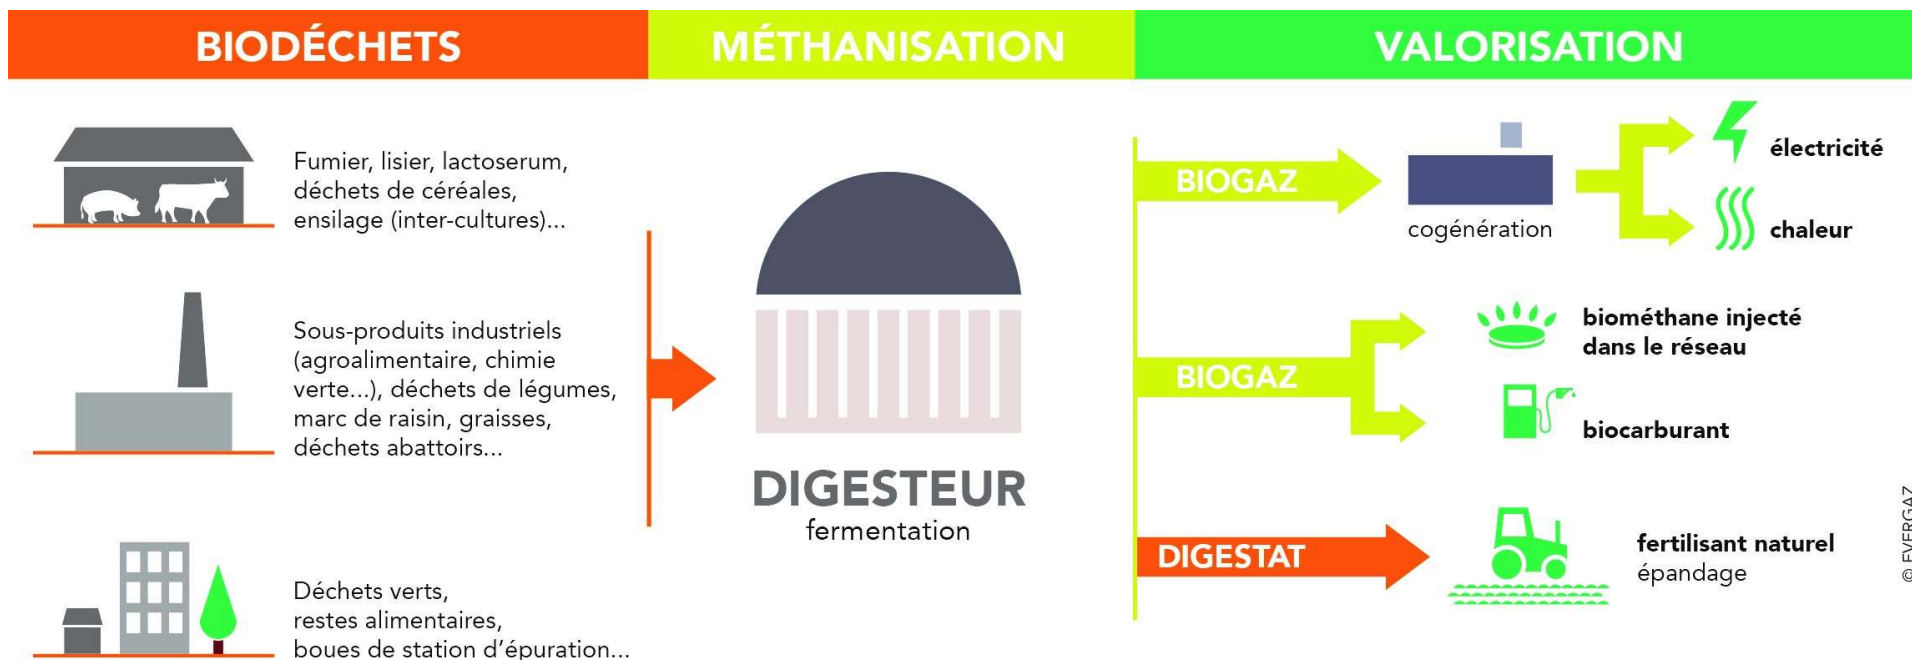 BIODÉCHETS
MÉTHANISATION
VALORISATION
Fumier, lisier, lactoserum,
déchets de céréales,
ensilage (inter-cultures)...
Sous-produits industriels
(agroalimentaire, chimie
verte...), déchets de légumes,
marc de raisin, graisses,
déchets abattoirs...
Déchets verts,
restes alimentaires,
boues de station d'épuration...
DIGESTEUR
fermentation
BIOGAZ
cogénération
électricité
chaleur
BIOGAZ
biométhane injecté
dans le réseau
biocarburant
DIGESTAT
fertilisant naturel
épandage
© EVERGAZ